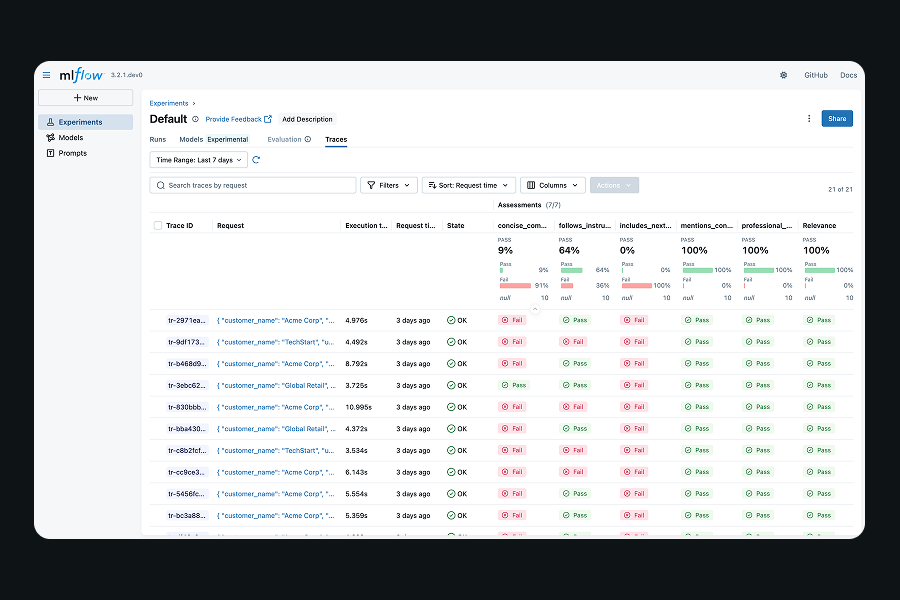 mlflow 3.2.1.dev0 GitHub Docs
+ New
Experiments
Models
Prompts
Experiments ›
Default Provide Feedback Add Description Share
Runs Models Experimental Evaluation Traces
Time Range: Last 7 days
Search traces by request Filters Sort: Request time Columns Actions 21 of 21
Assessments (7/7)
Trace ID Request Execution t... Request ti... State concise_com... follows_instru... includes_next... mentions_con... professional_... Relevance
PASS PASS PASS PASS PASS PASS
9% 64% 0% 100% 100% 100%
Pass Pass Pass Pass Pass Pass
9% 64% 0% 100% 100% 100%
Fail Fail Fail Fail Fail Fail
91% 36% 100% 0% 0% 0%
null 10 null 10 null 10 null 10 null 10 null 10
tr-2971ea... { "customer_name": "Acme Corp", "... 4.976s 3 days ago OK Fail Pass Fail Pass Pass Pass
tr-9df173... { "customer_name": "TechStart", "u... 4.492s 3 days ago OK Fail Fail Fail Pass Pass Pass
tr-b468d9... { "customer_name": "Acme Corp", "... 8.792s 3 days ago OK Fail Pass Fail Pass Pass Pass
tr-3ebc62... { "customer_name": "Global Retail", ... 3.725s 3 days ago OK Pass Pass Fail Pass Pass Pass
tr-830bbb... { "customer_name": "Acme Corp", "... 10.995s 3 days ago OK Fail Fail Fail Pass Pass Pass
tr-bba430... { "customer_name": "Global Retail", ... 4.372s 3 days ago OK Fail Pass Fail Pass Pass Pass
tr-c8b2fcf... { "customer_name": "TechStart", "u... 3.534s 3 days ago OK Fail Fail Fail Pass Pass Pass
tr-cc9ce3... { "customer_name": "Acme Corp", "... 6.143s 3 days ago OK Fail Fail Fail Pass Pass Pass
tr-5456fc... { "customer_name": "Acme Corp", "... 5.554s 3 days ago OK Fail Pass Fail Pass Pass Pass
tr-bc3a88... { "customer_name": "Acme Corp", "... 5.359s 3 days ago OK Fail Pass Fail Pass Pass Pass